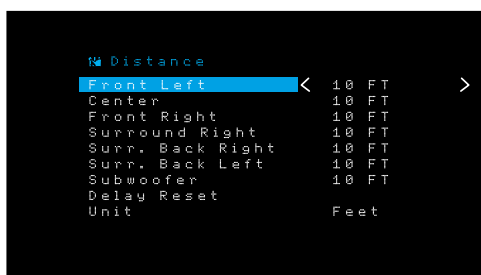 Distance
Front Left < 10 FT >
Center 10 FT
Front Right 10 FT
Surround Right 10 FT
Surr. Back Right 10 FT
Surr. Back Left 10 FT
Subwoofer 10 FT
Delay Reset
Unit Feet